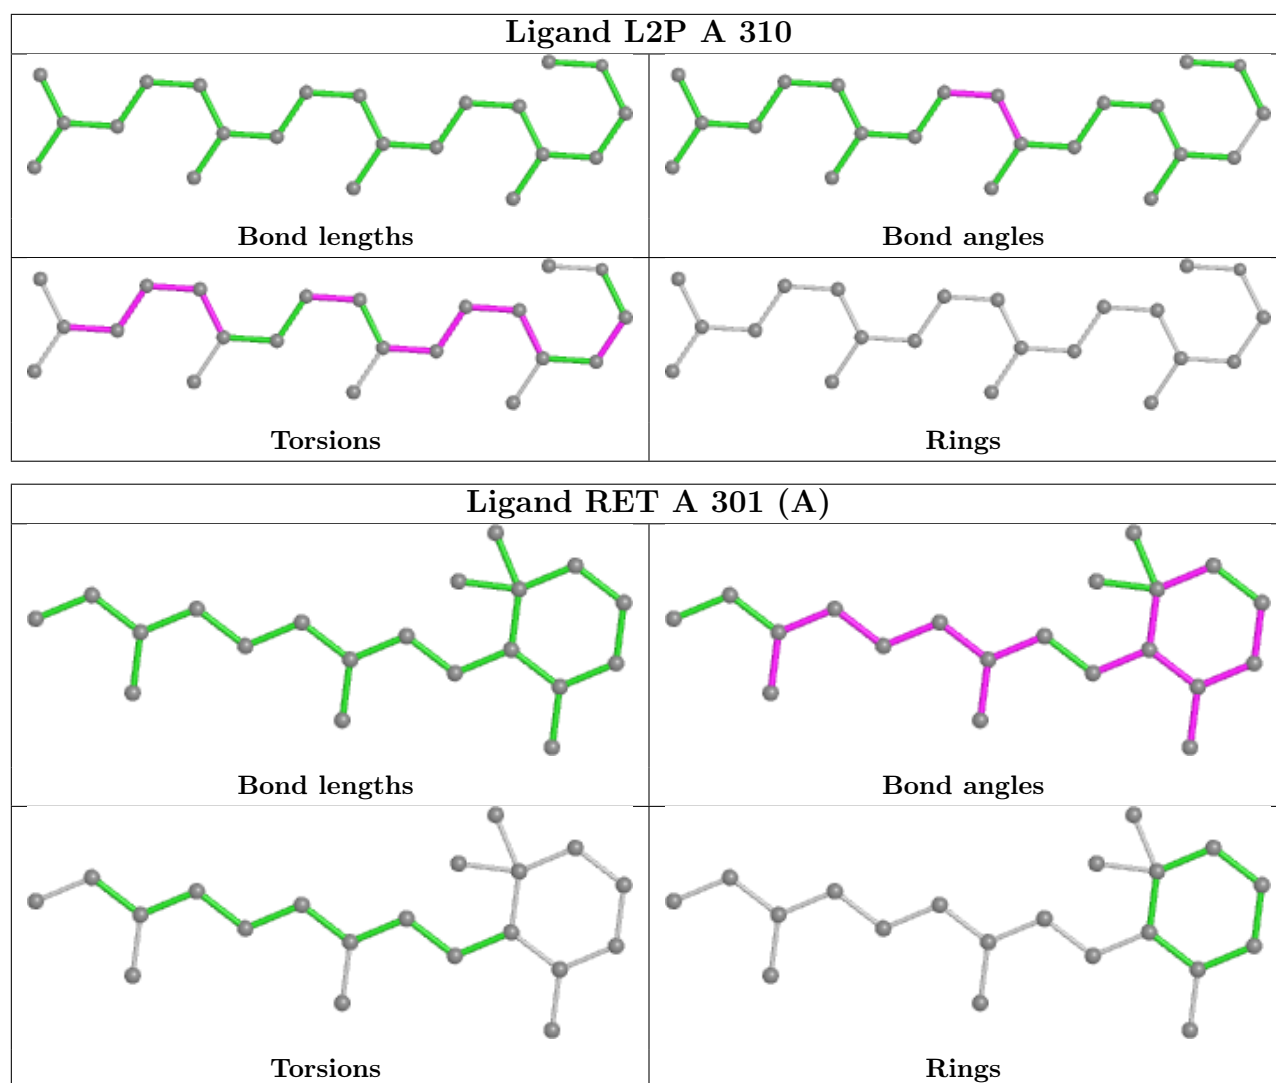 Ligand L2P A 310
Bond lengths
Bond angles
Torsions
Rings
Ligand RET A 301 (A)
Bond lengths
Bond angles
Torsions
Rings